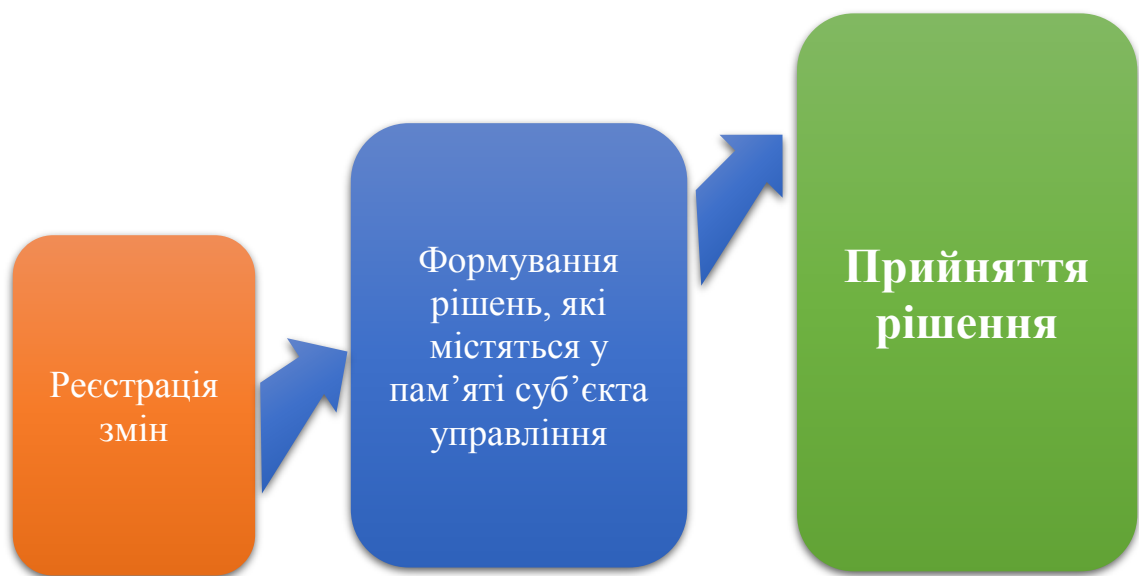 Реєстрація
змін
Формування
рішень, які
містяться у
пам’яті суб’єкта
управління
Прийняття
рішення